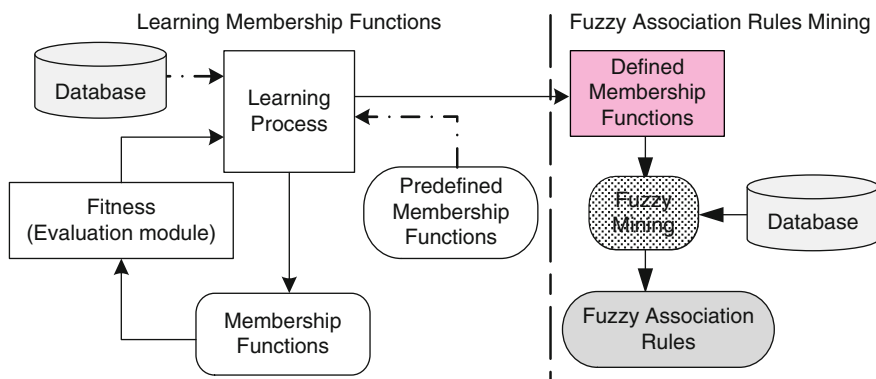 Learning Membership Functions
Fuzzy Association Rules Mining
Database
Learning
Process
Defined
Membership
Functions
Predefined
Membership
Functions
Fitness
(Evaluation module)
Fuzzy
Mining
Database
Membership
Functions
Fuzzy Association
Rules